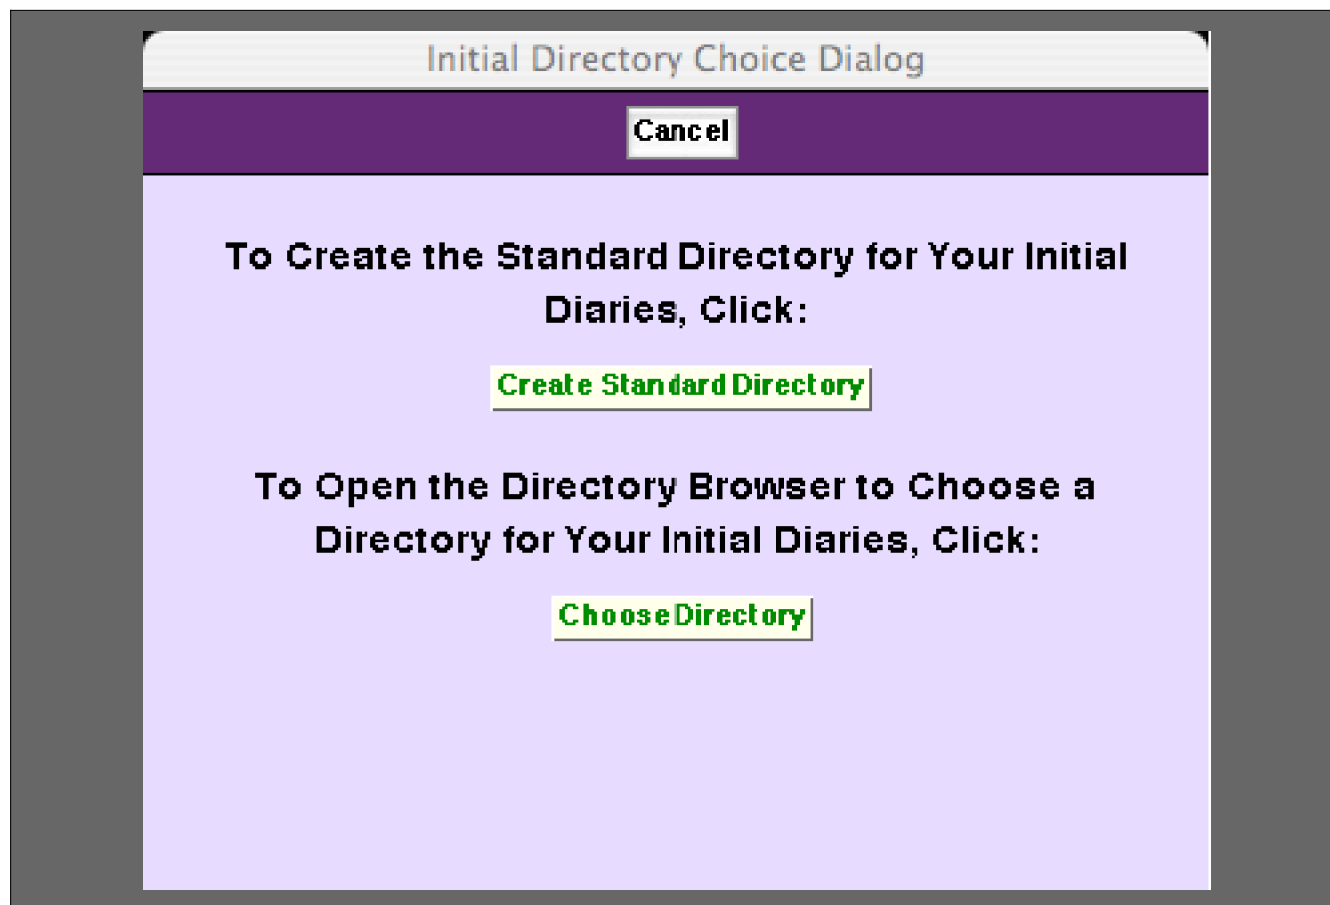 Initial Directory Choice Dialog
Cancel
To Create the Standard Directory for Your Initial
Diaries, Click:
Create Standard Directory
To Open the Directory Browser to Choose a
Directory for Your Initial Diaries, Click:
Choose Directory